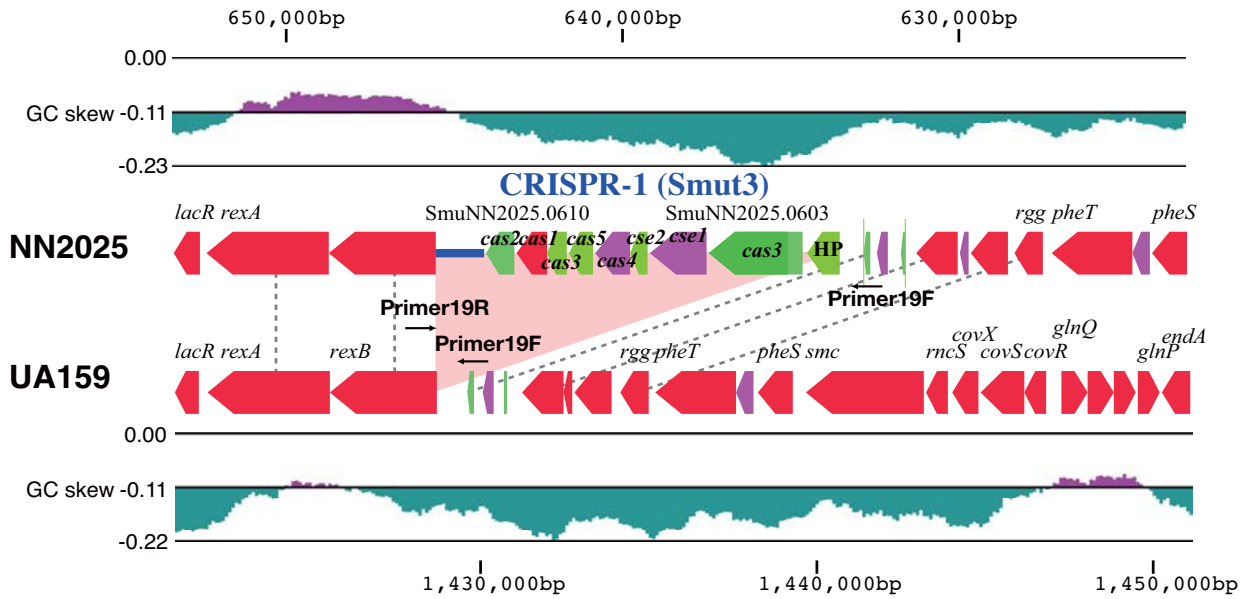 650,000bp 640,000bp 630,000bp
0.00
GC skew -0.11
-0.23
CRISPR-1 (Smut3)
SmuNN2025.0610 SmuNN2025.0603
lacR rexA rgg pheT pheS
NN2025
cas2 cas1 cas3 cas5 cas4 cse2 cse1 cas3 HP
Primer19R Primer19F
Primer19F
lacR rexA rexB rgg pheT pheS smc rncS covX covS covR glnQ glnP endA
UA159
0.00
GC skew -0.11
-0.22
1,430,000bp 1,440,000bp 1,450,000bp